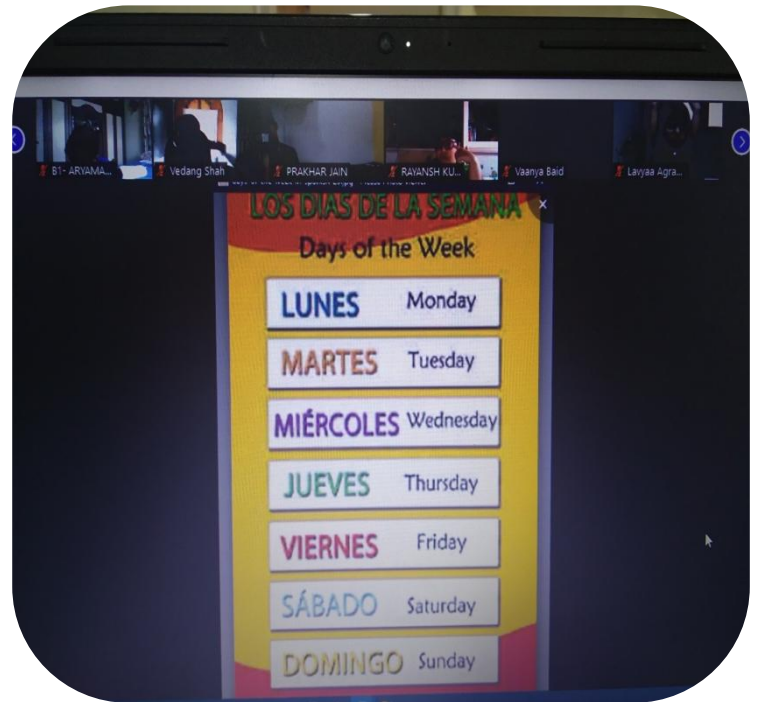 B1- ARYAMA...
Vedang Shah
PRAKHAR JAIN
RAYANSH KU...
Vaanya Baid
Lavyaa Agra...
LOS DIAS DE LA SEMANA
Days of the Week
LUNES Monday
MARTES Tuesday
MIÉRCOLES Wednesday
JUEVES Thursday
VIERNES Friday
SÁBADO Saturday
DOMINGO Sunday